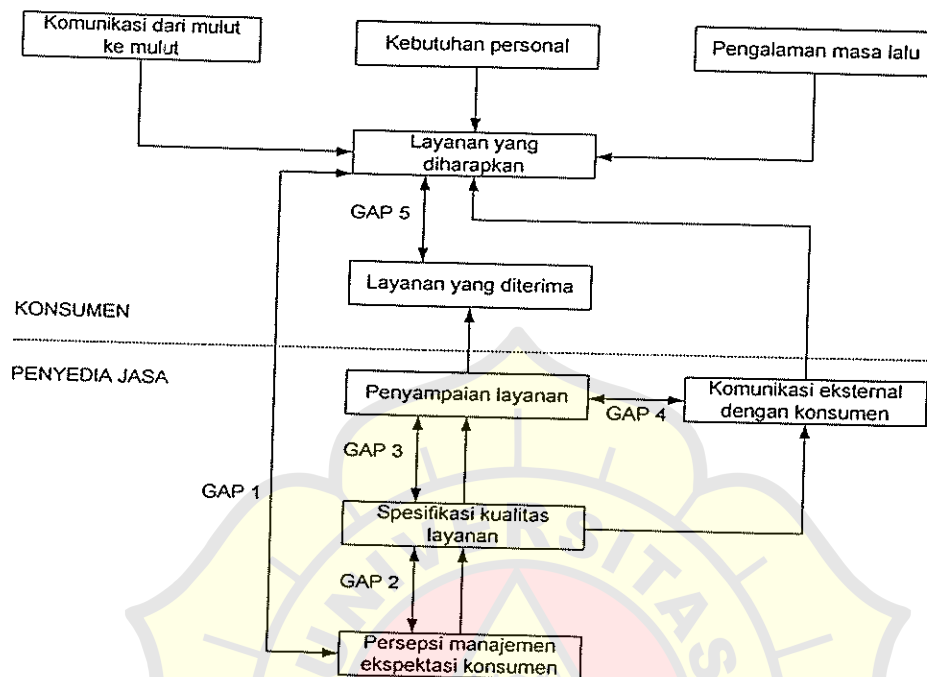 Komunikasi dari mulut
ke mulut
Kebutuhan personal
Pengalaman masa lalu
Layanan yang
diharapkan
GAP 5
Layanan yang diterima
KONSUMEN
PENYEDIA JASA
Penyampaian layanan
GAP 4
Komunikasi eksternal
dengan konsumen
GAP 3
GAP 1
Spesifikasi kualitas
layanan
GAP 2
Persepsi manajemen
ekspektasi konsumen
UNIVERSITAS